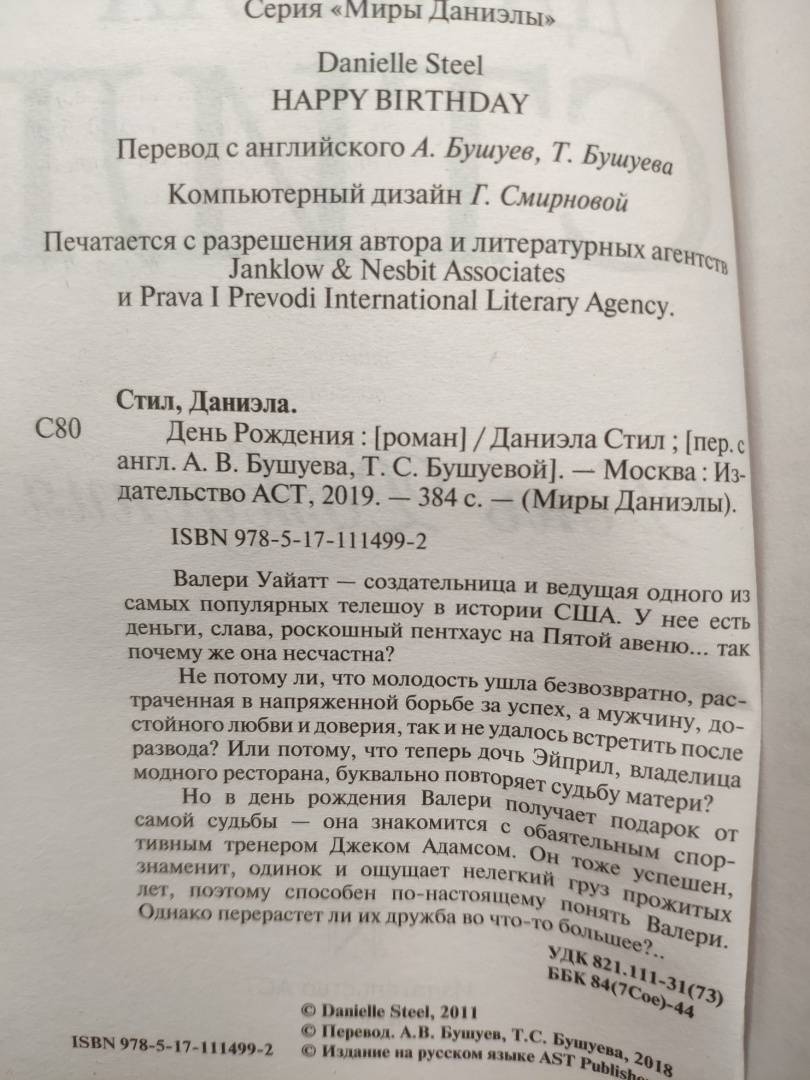 Серия «Миры Даниэлы»
Danielle Steel
HAPPY BIRTHDAY
Перевод с английского А. Бушуев, Т. Бушуева
Компьютерный дизайн Г. Смирновой
Печатается с разрешения автора и литературных агентств
Janklow & Nesbit Associates
и Prava I Prevodi International Literary Agency.
Стил, Даниэла.
С80 День Рождения : [роман] / Даниэла Стил ; [пер. с
англ. А. В. Бушуева, Т. С. Бушуевой]. — Москва : Из-
дательство АСТ, 2019. — 384 с. — (Миры Даниэлы).
ISBN 978-5-17-111499-2
Валери Уайатт — создательница и ведущая одного из
самых популярных телешоу в истории США. У нее есть
деньги, слава, роскошный пентхаус на Пятой авеню... так
почему же она несчастна?
Не потому ли, что молодость ушла безвозвратно, рас-
траченная в напряженной борьбе за успех, а мужчину, до-
стойного любви и доверия, так и не удалось встретить после
развода? Или потому, что теперь дочь Эйприл, владелица
модного ресторана, буквально повторяет судьбу матери?
Но в день рождения Валери получает подарок от
самой судьбы — она знакомится с обаятельным спор-
тивным тренером Джеком Адамсом. Он тоже успешен,
знаменит, одинок и ощущает нелегкий груз прожитых
лет, поэтому способен по-настоящему понять Валери.
Однако перерастет ли их дружба во что-то большее?..
УДК 821.111-31(73)
ББК 84(7Сое)-44
© Danielle Steel, 2011
© Перевод. А.В. Бушуев, Т.С. Бушуева, 2018
ISBN 978-5-17-111499-2 © Издание на русском языке AST Publishe